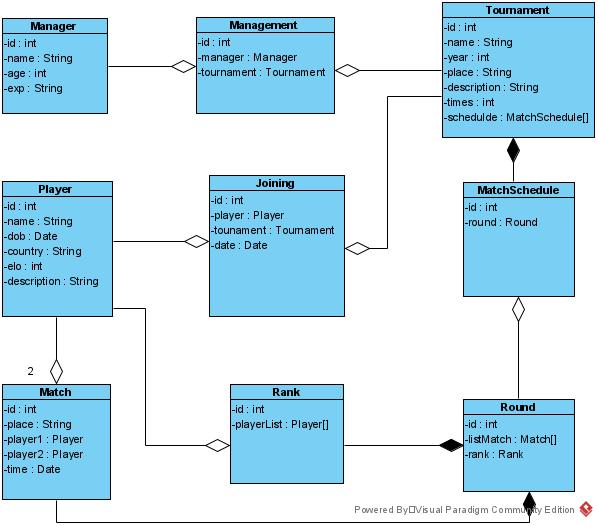 Manager
-id : int
-name : String
-age : int
-exp : String
Management
-id : int
-manager : Manager
-tournament : Tournament
Tournament
-id : int
-name : String
-year : int
-place : String
-description : String
-times : int
-schedulde : MatchSchedule[]
Player
-id : int
-name : String
-dob : Date
-country : String
-elo : int
-description : String
Joining
-id : int
-player : Player
-tounament : Tournament
-date : Date
MatchSchedule
-id : int
-round : Round
2
Match
-id : int
-place : String
-player1 : Player
-player2 : Player
-time : Date
Rank
-id : int
-playerList : Player[]
Round
-id : int
-listMatch : Match[]
-rank : Rank
Powered By Visual Paradigm Community Edition